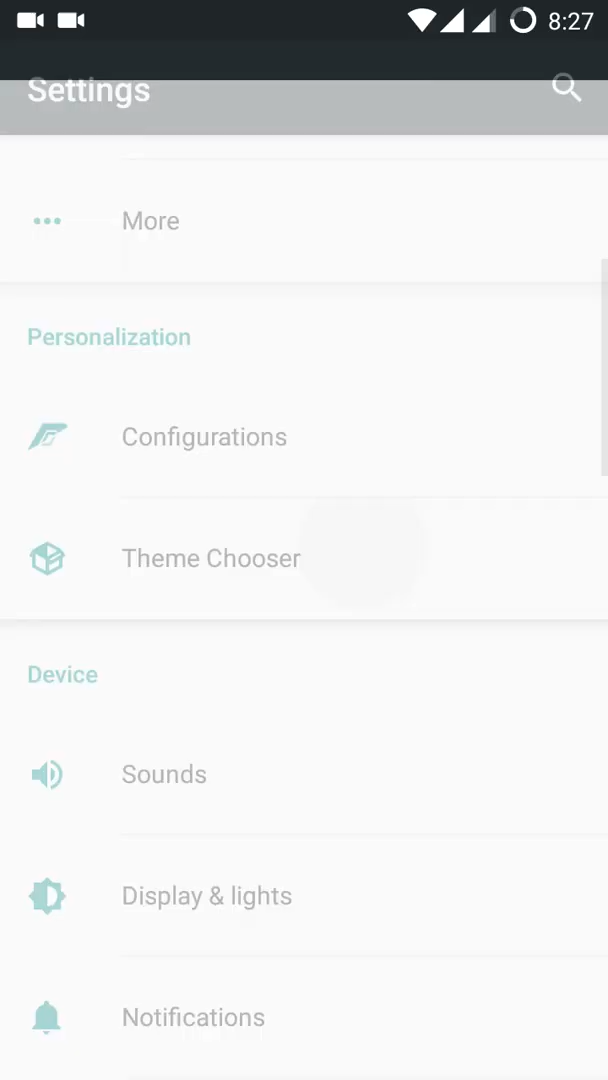 8:27
Settings
More
Personalization
Configurations
Theme Chooser
Device
Sounds
Display & lights
Notifications